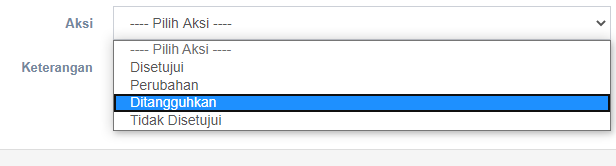 Aksi
---- Pilih Aksi ----
---- Pilih Aksi ----
Keterangan
Disetujui
Perubahan
Ditangguhkan
Tidak Disetujui